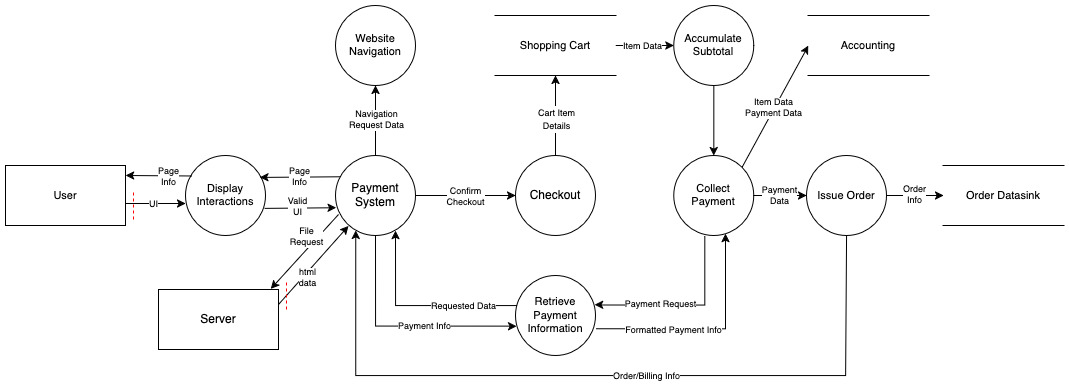 Website
Navigation
Shopping Cart
Item Data
Accumulate
Subtotal
Accounting
Navigation
Request Data
Cart Item
Details
Item Data
Payment Data
User
Page
Info
UI
Display
Interactions
Page
Info
Valid
UI
Payment
System
Confirm
Checkout
Checkout
Collect
Payment
Payment
Data
Issue Order
Order
Info
Order Datasink
File
Request
html
data
Server
Requested Data
Payment Info
Retrieve
Payment
Information
Payment Request
Formatted Payment Info
Order/Billing Info